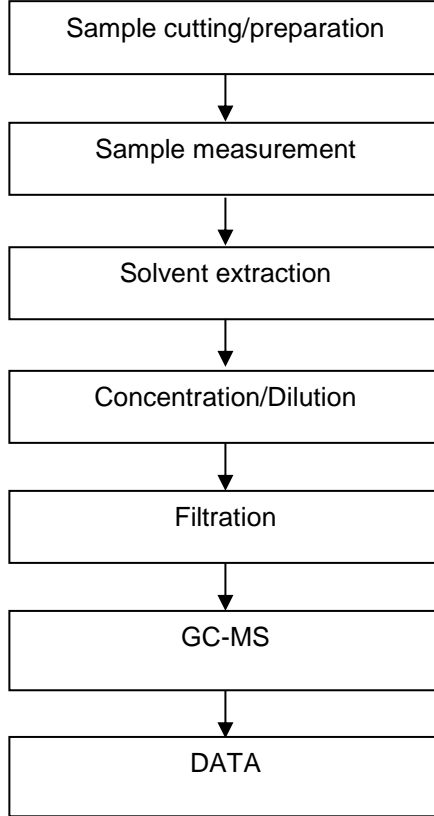 Sample cutting/preparation
Sample measurement
Solvent extraction
Concentration/Dilution
Filtration
GC-MS
DATA